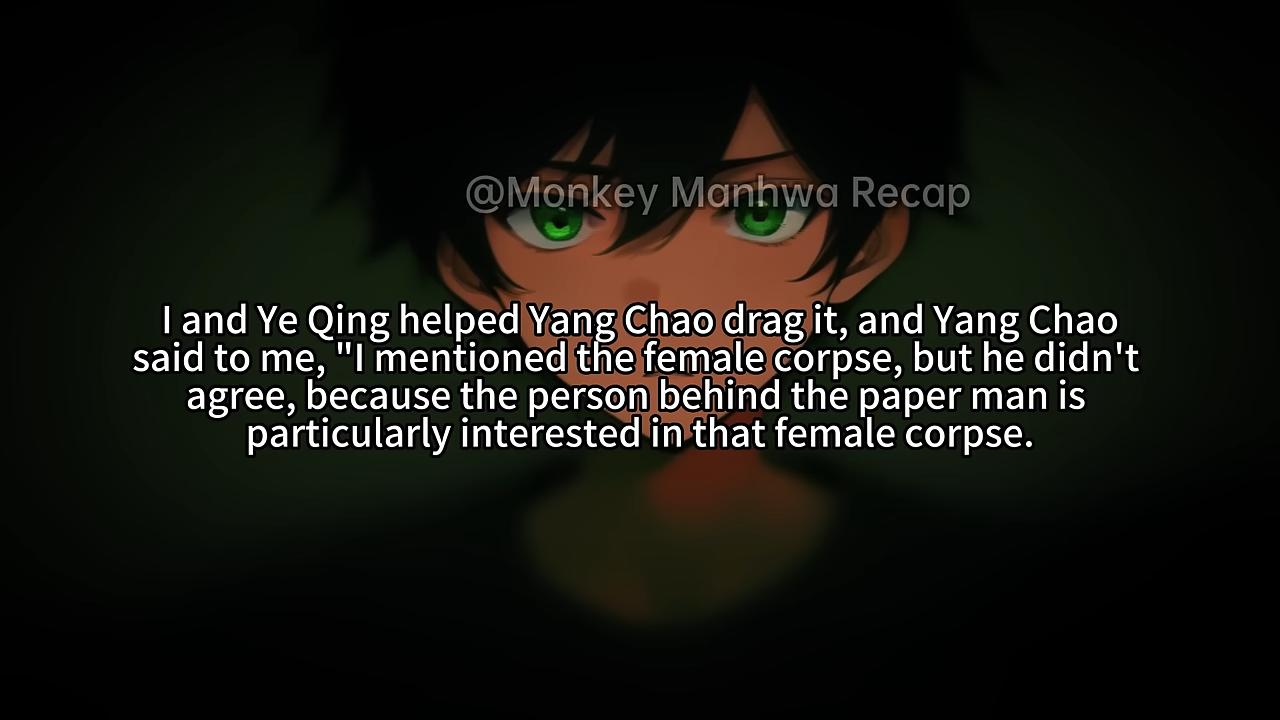 @Monkey Manhwa Recap
I and Ye Qing helped Yang Chao drag it, and Yang Chao
said to me, "I mentioned the female corpse, but he didn't
agree, because the person behind the paper man is
particularly interested in that female corpse.